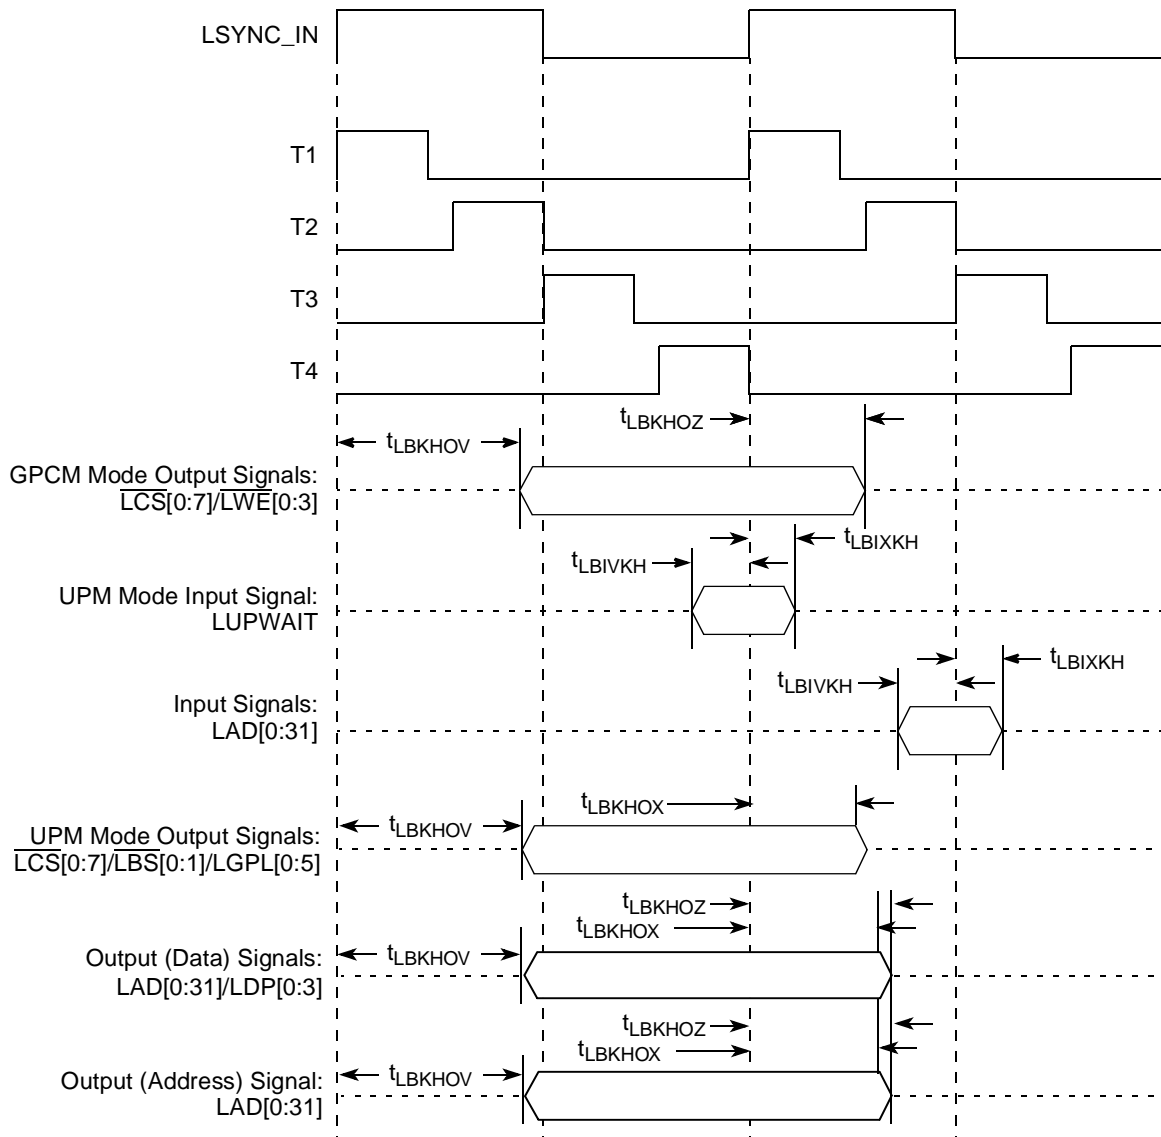 LSYNC_IN
T1
T2
T3
T4
tLBKHOZ
tLBKHOV
GPCM Mode Output Signals:
LCS[0:7]/LWE[0:3]
tLBIXKH
tLBIVKH
UPM Mode Input Signal:
LUPWAIT
tLBIXKH
tLBIVKH
Input Signals:
LAD[0:31]
tLBKHOX
tLBKHOV
UPM Mode Output Signals:
LCS[0:7]/LBS[0:1]/LGPL[0:5]
tLBKHOZ
tLBKHOX
tLBKHOV
Output (Data) Signals:
LAD[0:31]/LDP[0:3]
tLBKHOZ
tLBKHOX
tLBKHOV
Output (Address) Signal:
LAD[0:31]